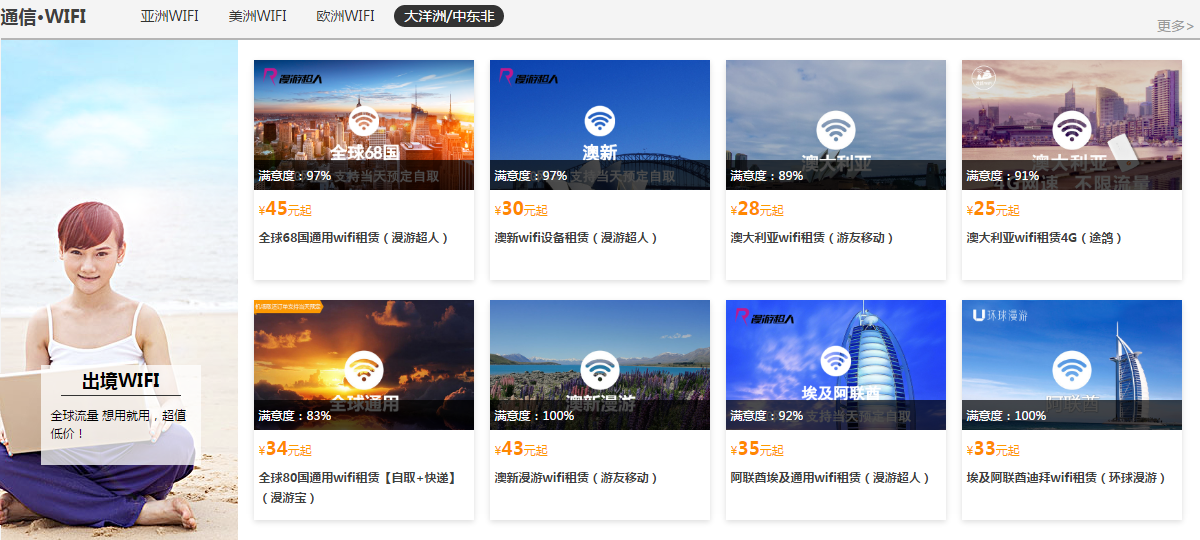 通信•WIFI
亚洲WIFI
美洲WIFI
欧洲WIFI
大洋洲/中东非
更多>
出境WIFI
全球流量 想用就用，超值
低价！
漫游超人
全球68国
支持当天预定自取
满意度：97%
¥45元起
全球68国通用wifi租赁（漫游超人）
漫游超人
澳新
支持当天预定自取
满意度：97%
¥30元起
澳新wifi设备租赁（漫游超人）
澳大利亚
满意度：89%
¥28元起
澳大利亚wifi租赁（游友移动）
澳大利亚
4G网速 不限流量
满意度：91%
¥25元起
澳大利亚wifi租赁4G（途鸽）
全球通用
满意度：83%
¥34元起
全球80国通用wifi租赁【自取+快递】
（漫游宝）
澳新漫游
满意度：100%
¥43元起
澳新漫游wifi租赁（游友移动）
漫游超人
埃及阿联酋
支持当天预定自取
满意度：92%
¥35元起
阿联酋埃及通用wifi租赁（漫游超人）
环球漫游
阿联酋
满意度：100%
¥33元起
埃及阿联酋迪拜wifi租赁（环球漫游）